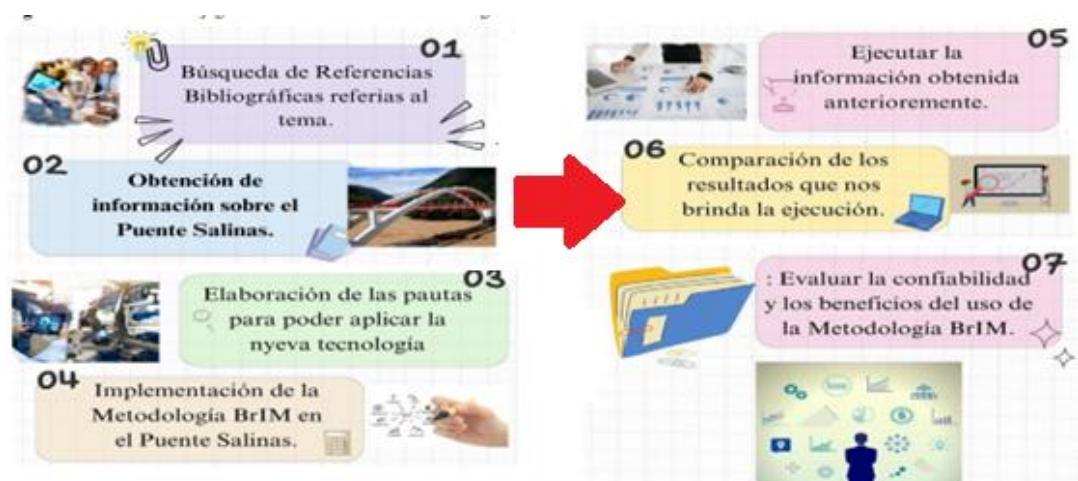 01
Búsqueda de Referencias
Bibliográficas referias al
tema.
02
Obtención de
información sobre el
Puente Salinas.
03
Elaboración de las pautas
para poder aplicar la
nyeva tecnología
04
Implementación de la
Metodología BrIM en
el Puente Salinas.
05
Ejecutar la
información obtenida
anterioremente.
06
Comparación de los
resultados que nos
brinda la ejecución.
07
: Evaluar la confiabilidad
y los beneficios del uso de
la Metodología BrIM.